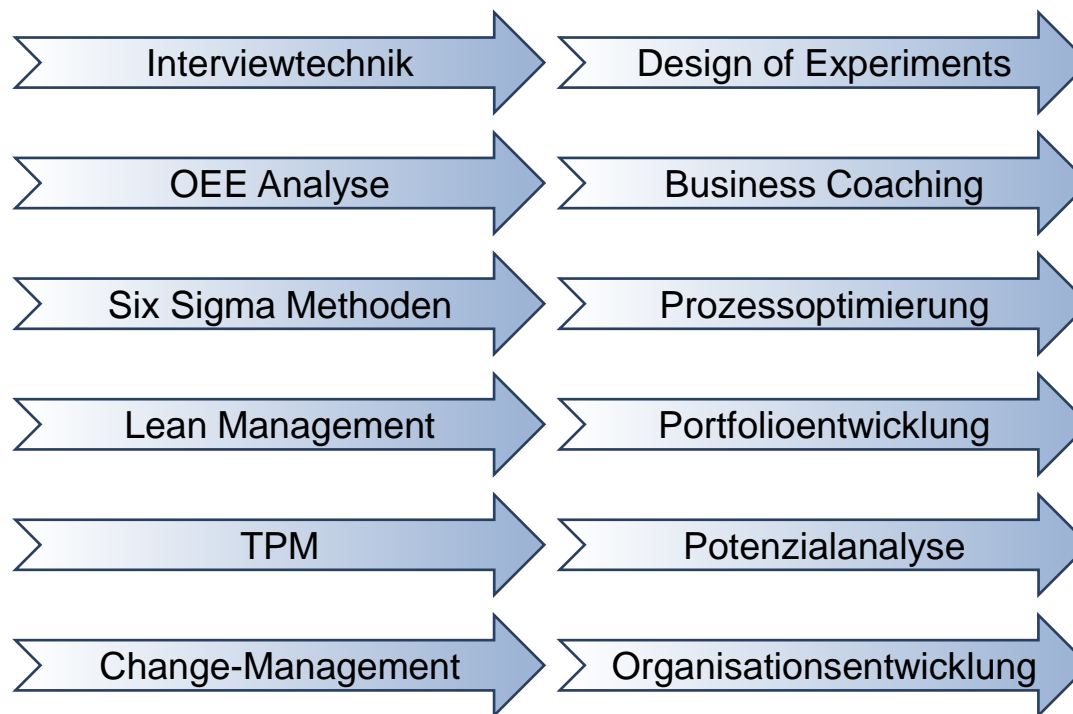 Interviewtechnik
Design of Experiments
OEE Analyse
Business Coaching
Six Sigma Methoden
Prozessoptimierung
Lean Management
Portfolioentwicklung
TPM
Potenzialanalyse
Change-Management
Organisationsentwicklung